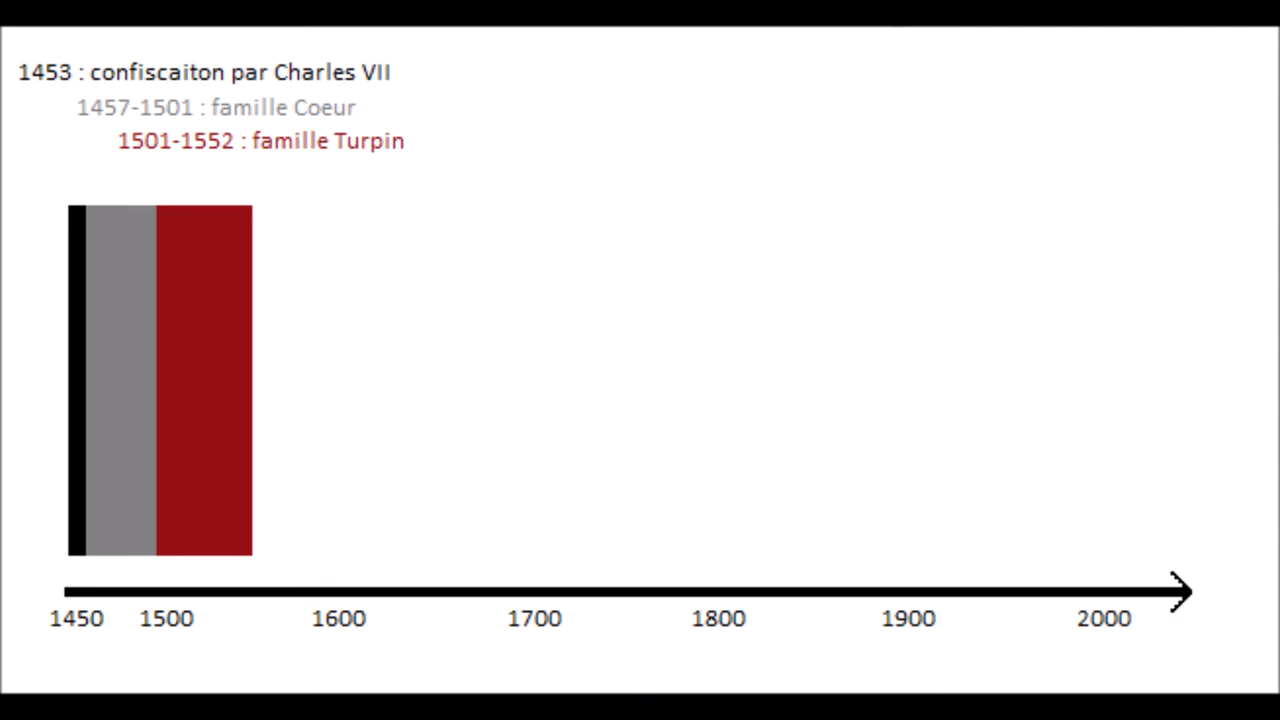 1453 : confiscaiton par Charles VII
1457-1501 : famille Coeur
1501-1552 : famille Turpin
1450 1500 1600 1700 1800 1900 2000